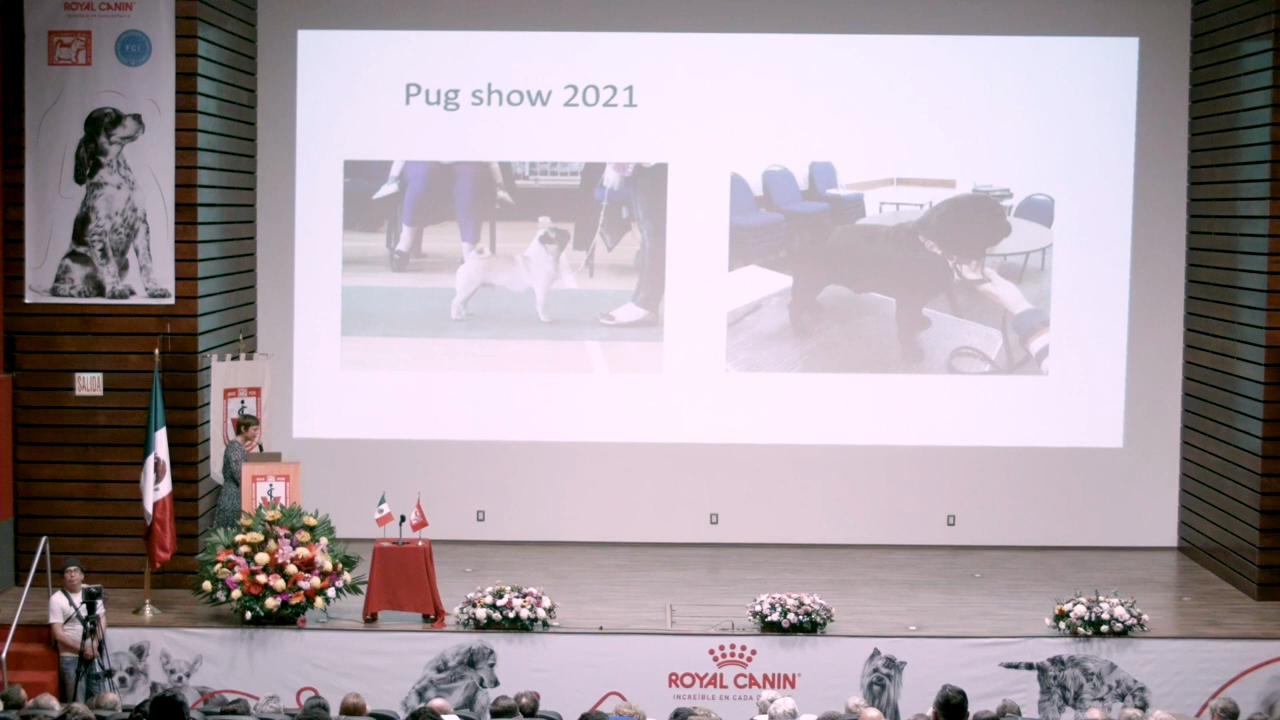 ROYAL CANIN
FCI
Pug show 2021
SALIDA
ROYAL CANIN
INCREÍBLE EN CADA